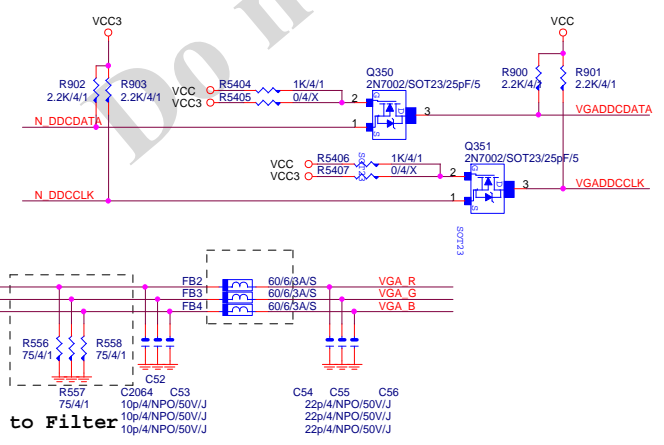 Do n
VCC3
VCC
R902
2.2K/4/1
R903
2.2K/4/1
VCC
VCC3
R5404
R5405
1K/4/1
0/4/X
Q350
2N7002/SOT23/25pF/5
R900
2.2K/4/1
R901
2.2K/4/1
2
G
D
S
1
3
N_DDCDATA
VGADDCDATA
SOT23
Q351
2N7002/SOT23/25pF/5
VCC
VCC3
R5406
R5407
1K/4/1
0/4/X
2
G
D
S
1
3
N_DDCCLK
VGADDCCLK
SOT23
FB2
FB3
FB4
60/6/3A/S
60/6/3A/S
60/6/3A/S
VGA_R
VGA_G
VGA_B
R556
75/4/1
R558
75/4/1
R557
75/4/1
C52
C2064
C53
10p/4/NPO/50V/J
10p/4/NPO/50V/J
10p/4/NPO/50V/J
C54
C55
C56
22p/4/NPO/50V/J
22p/4/NPO/50V/J
22p/4/NPO/50V/J
to Filter